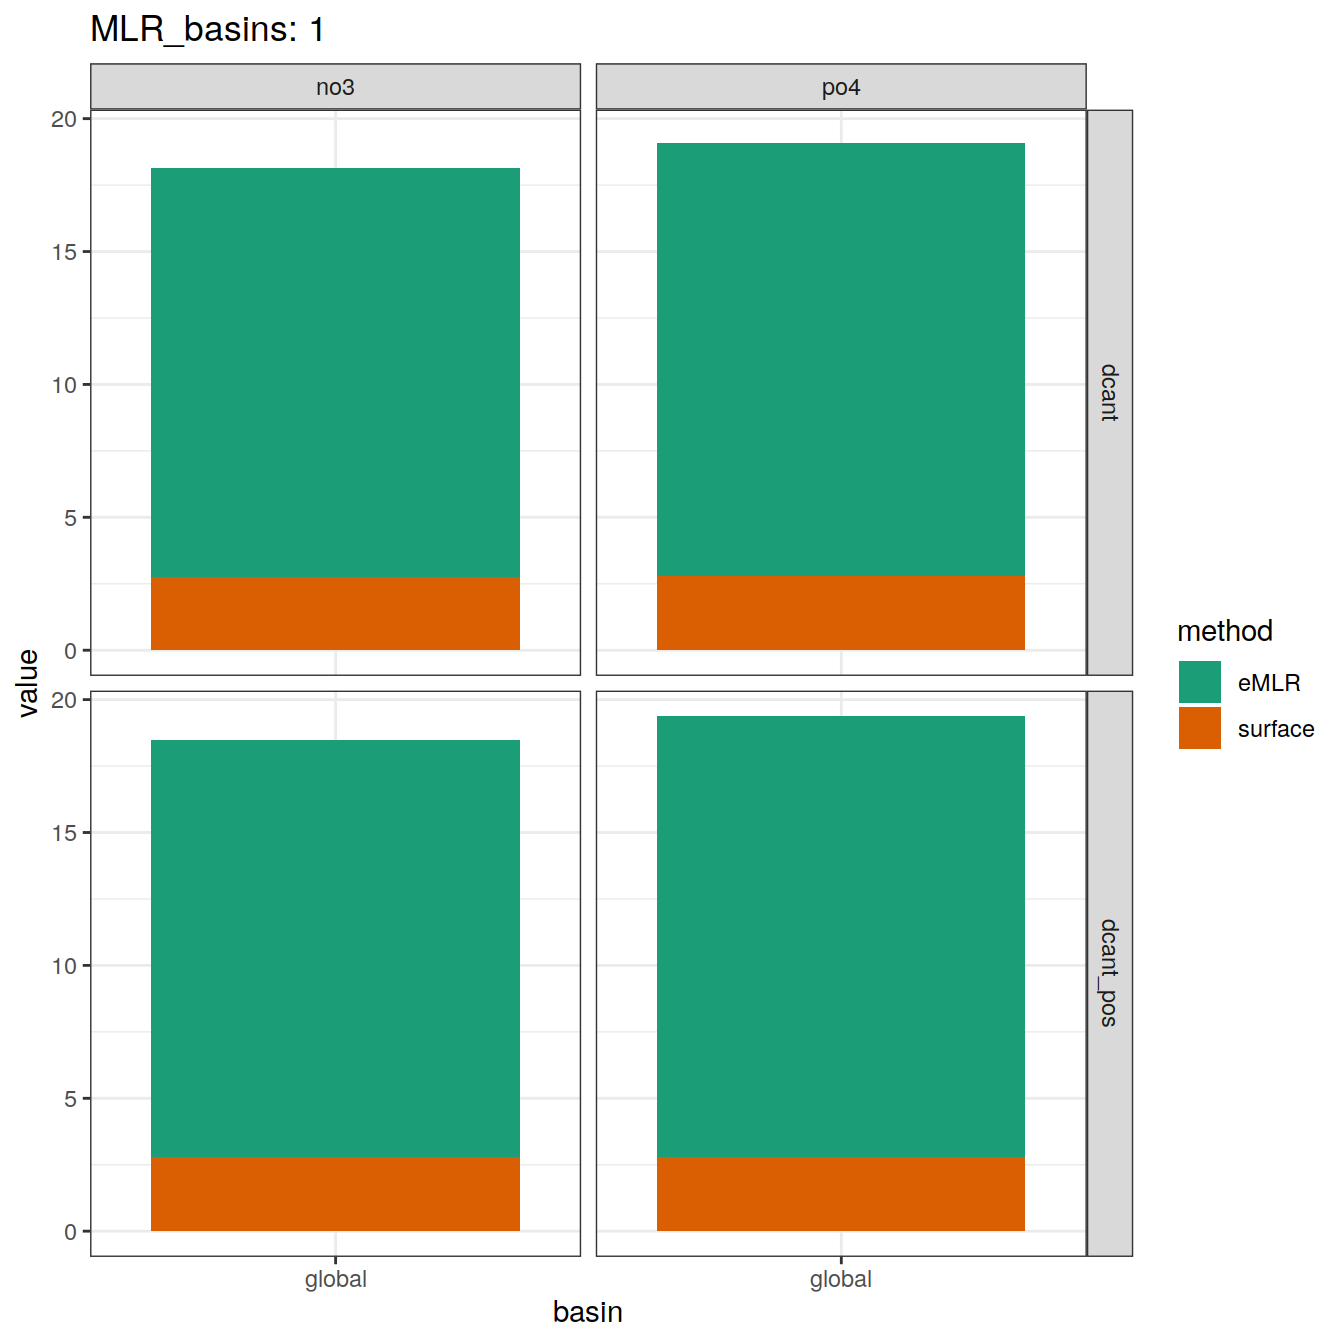 MLR_basins: 1
no3
po4
20
15
10
5
0
dcant
20
15
10
5
0
dcant_pos
value
global
global
basin
method
eMLR
surface